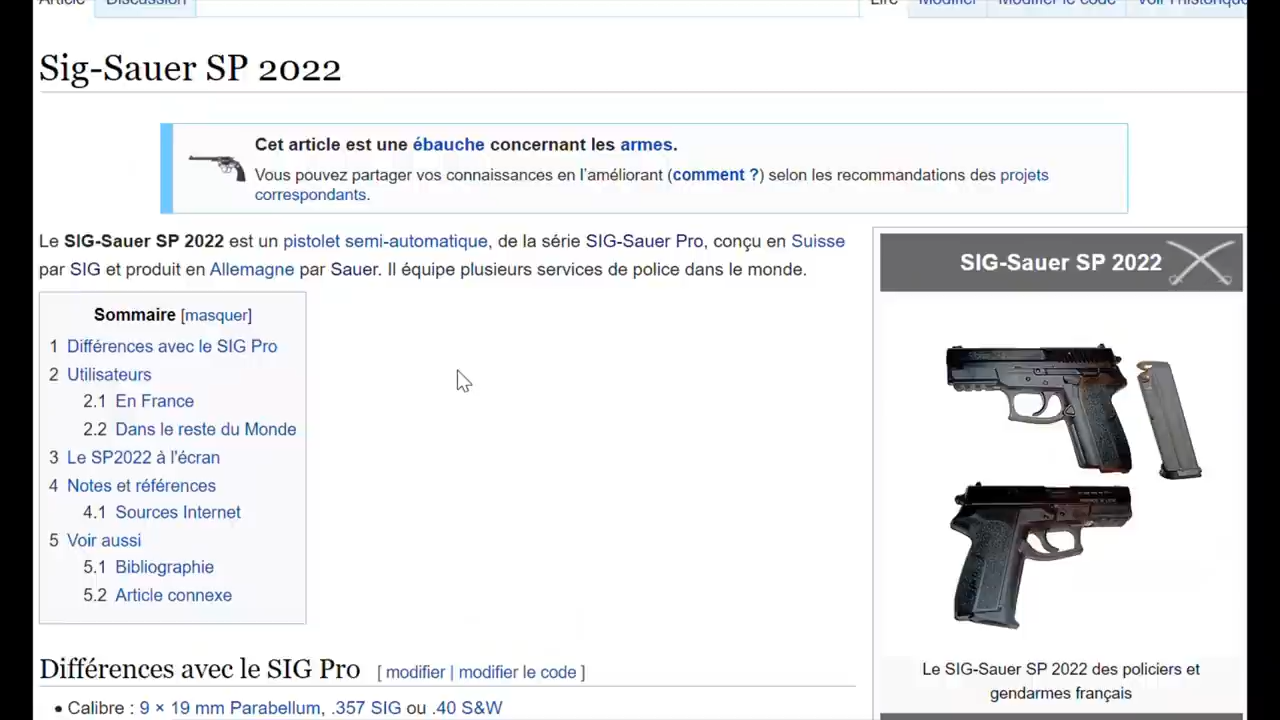 Article Discussion Lire Modifier Modifier le code Voir l'historique
Sig-Sauer SP 2022
Cet article est une ébauche concernant les armes.
Vous pouvez partager vos connaissances en l'améliorant (comment ?) selon les recommandations des projets
correspondants.
Le SIG-Sauer SP 2022 est un pistolet semi-automatique, de la série SIG-Sauer Pro, conçu en Suisse
par SIG et produit en Allemagne par Sauer. Il équipe plusieurs services de police dans le monde.
Sommaire [masquer]
1 Différences avec le SIG Pro
2 Utilisateurs
2.1 En France
2.2 Dans le reste du Monde
3 Le SP2022 à l'écran
4 Notes et références
4.1 Sources Internet
5 Voir aussi
5.1 Bibliographie
5.2 Article connexe
Différences avec le SIG Pro [ modifier | modifier le code ]
• Calibre : 9 × 19 mm Parabellum, .357 SIG ou .40 S&W
SIG-Sauer SP 2022
Le SIG-Sauer SP 2022 des policiers et
gendarmes français